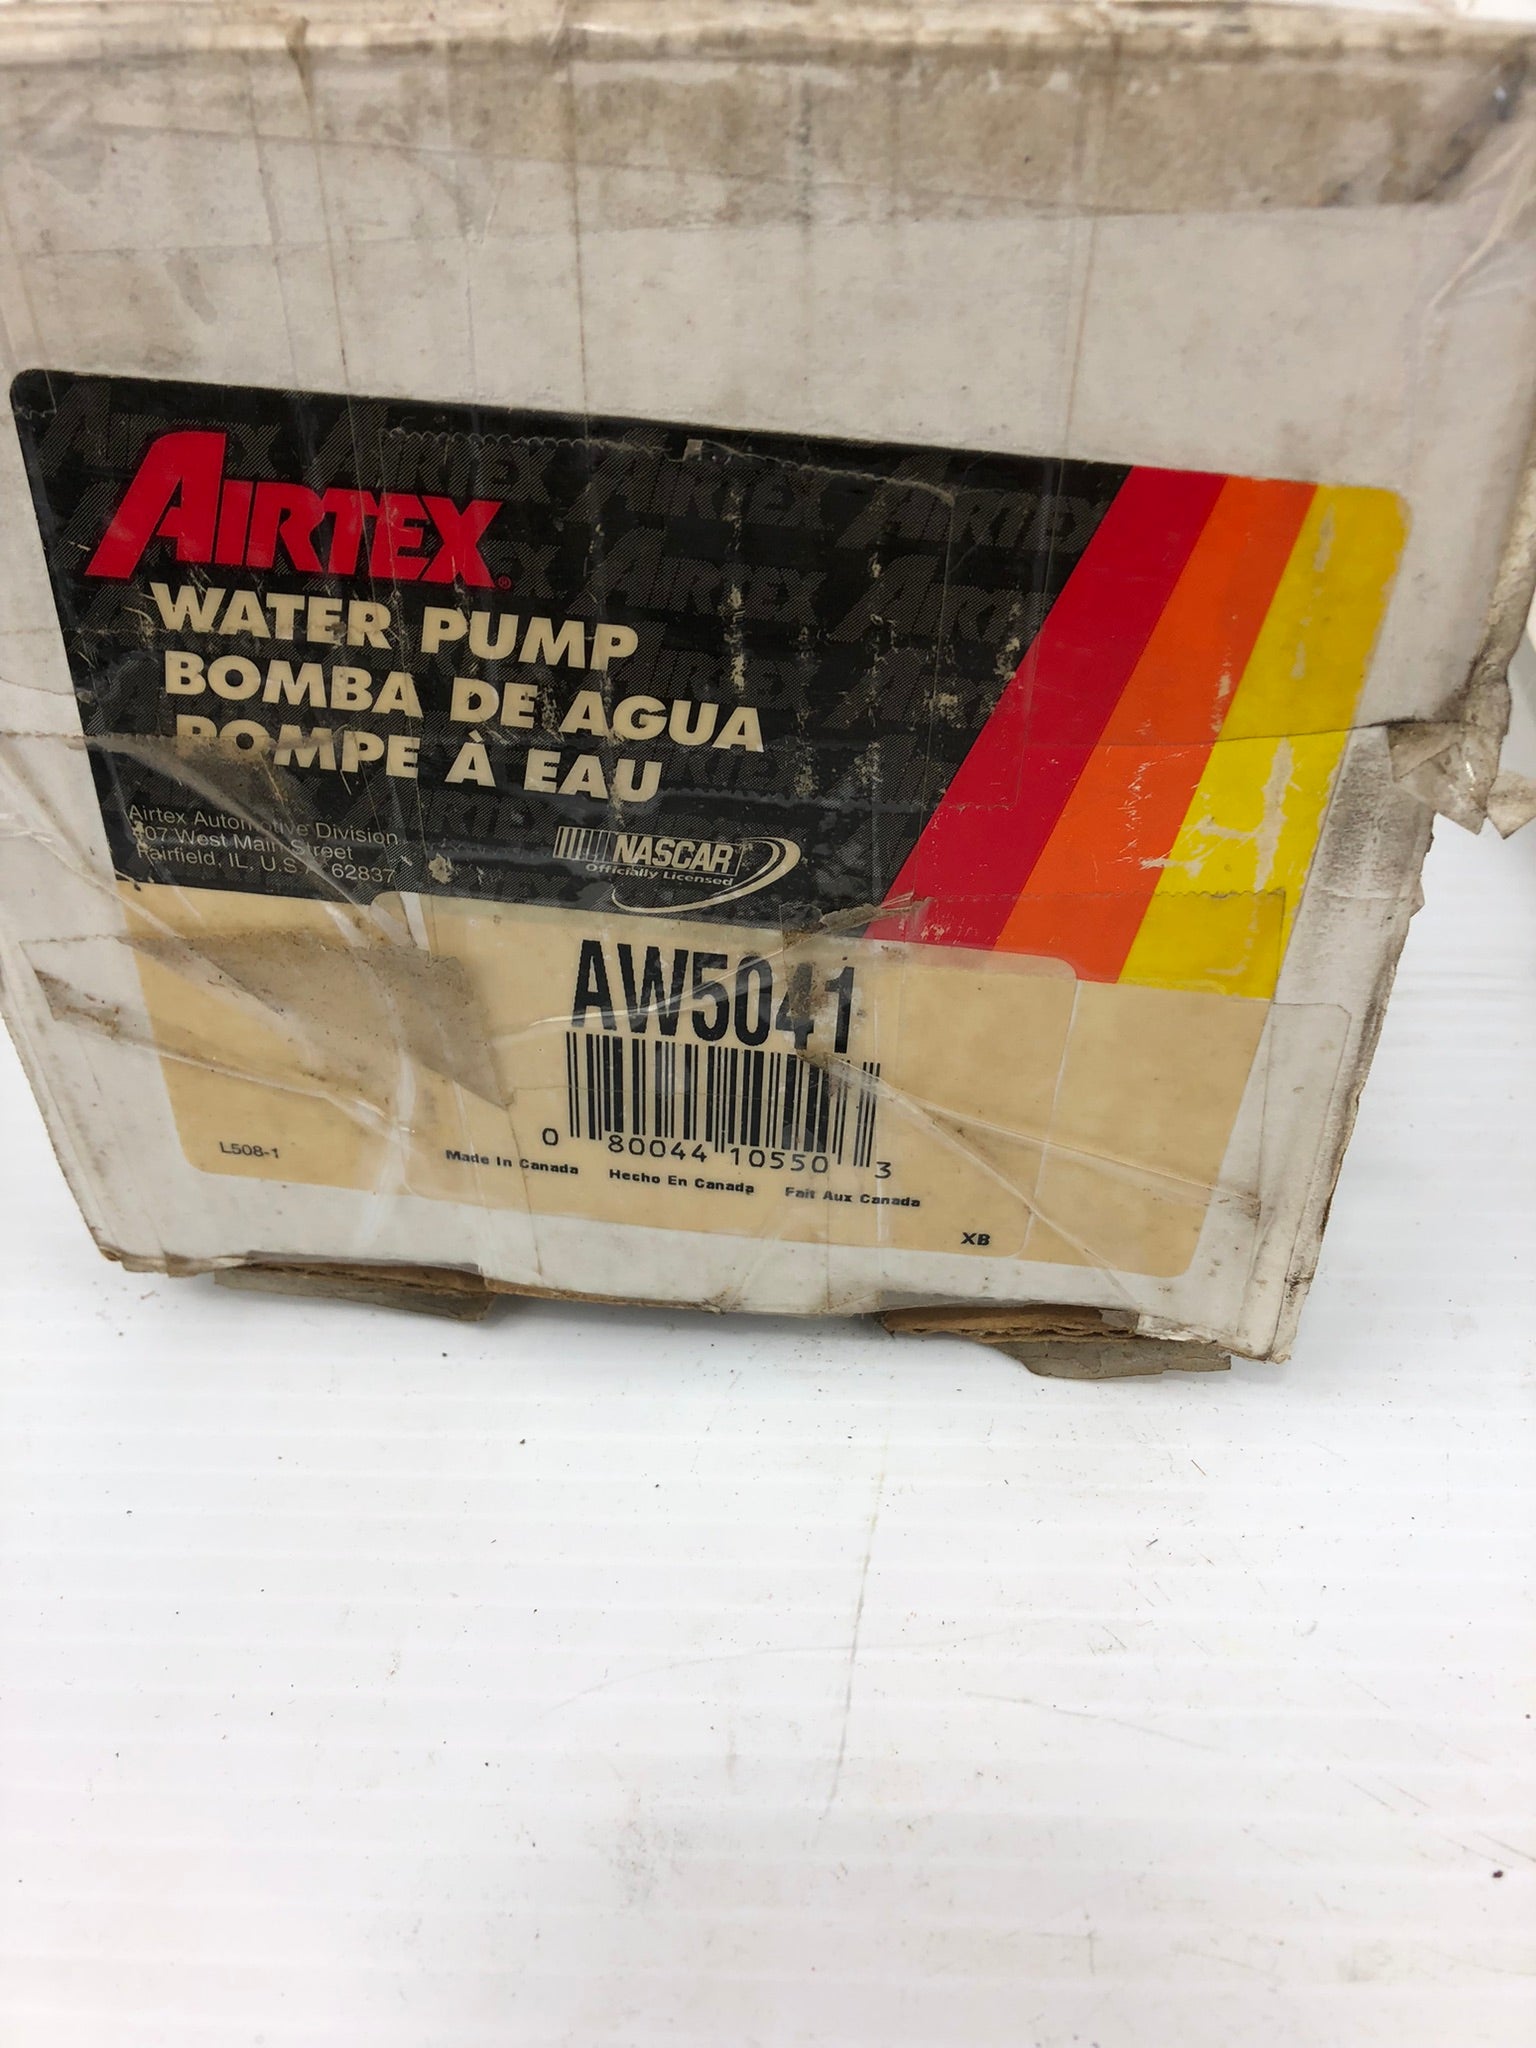 AIRTEX®
WATER PUMP
BOMBA DE AGUA
POMPE À EAU
Airtex Automotive Division
407 West Main Street
Fairfield, IL, U.S.A. 62837
NASCAR
Officially Licensed
AW5041
0 80044 10550 3
L508-1
Made In Canada Hecho En Canada Fait Aux Canada
XB